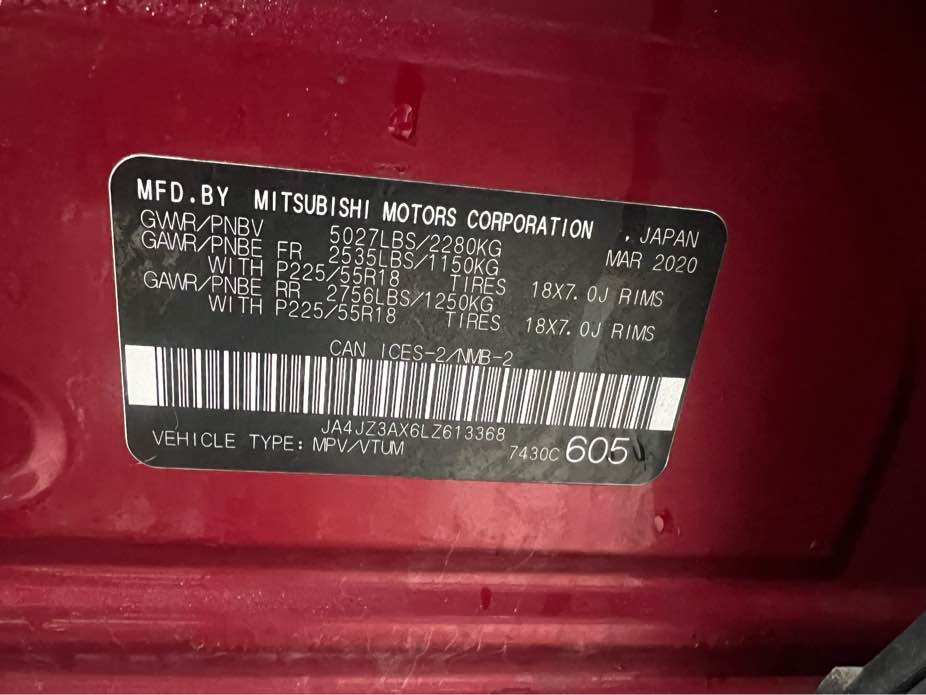 MFD.BY MITSUBISHI MOTORS CORPORATION , JAPAN
GVWR/PNBV 5027LBS/2280KG MAR 2020
GAWR/PNBE FR 2535LBS/1150KG
WITH P225/55R18 TIRES 18X7.0J RIMS
GAWR/PNBE RR 2756LBS/1250KG
WITH P225/55R18 TIRES 18X7.0J RIMS
CAN ICES-2/NMB-2
JA4JZ3AX6LZ613368
VEHICLE TYPE: MPV/VTUM 7430C 605